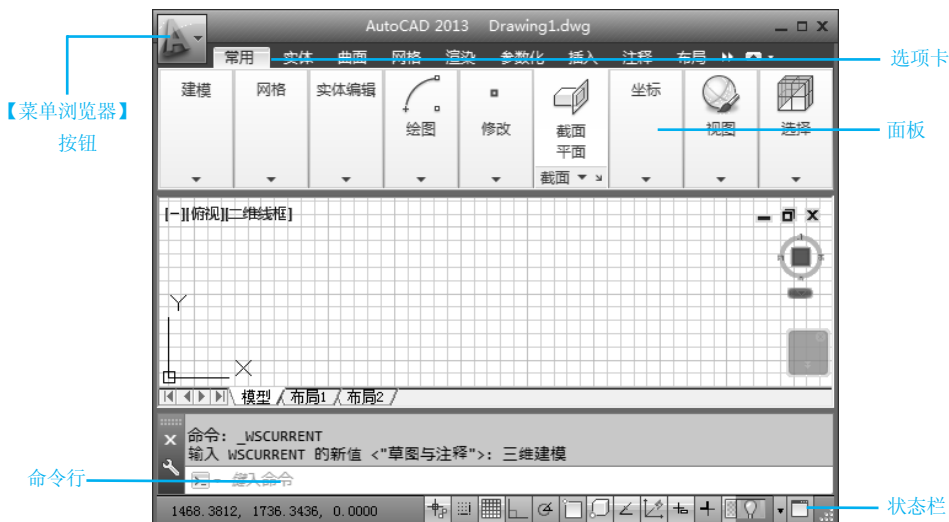 AutoCAD 2013 Drawing1.dwg
常用 实体 曲面 网格 渲染 参数化 插入 注释 布局
选项卡
【菜单浏览器】
按钮
建模 网格 实体编辑 绘图 修改 截面 平面 坐标 视图 选择
面板
截面
[-][俯视][二维线框]
Y
X
模型 布局1 布局2
命令: _WSCURRENT
输入 WSCURRENT 的新值 <"草图与注释">: 三维建模
命令行
键入命令
1468.3812, 1736.3436, 0.0000
状态栏